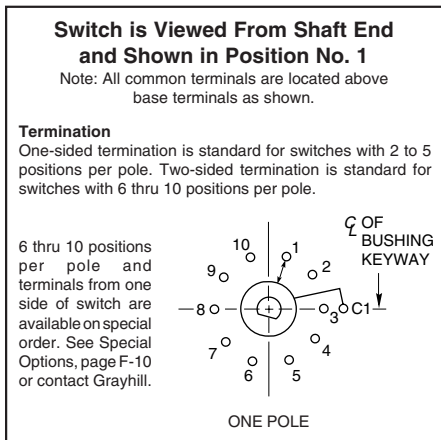 Switch is Viewed From Shaft End
and Shown in Position No. 1
Note: All common terminals are located above
base terminals as shown.
Termination
One-sided termination is standard for switches with 2 to 5
positions per pole. Two-sided termination is standard for
switches with 6 thru 10 positions per pole.
6 thru 10 positions
per pole and
terminals from one
side of switch are
available on special
order. See Special
Options, page F-10
or contact Grayhill.
℄ OF
BUSHING
KEYWAY
10
1
9
2
8
3
C1
7
4
6
5
ONE POLE